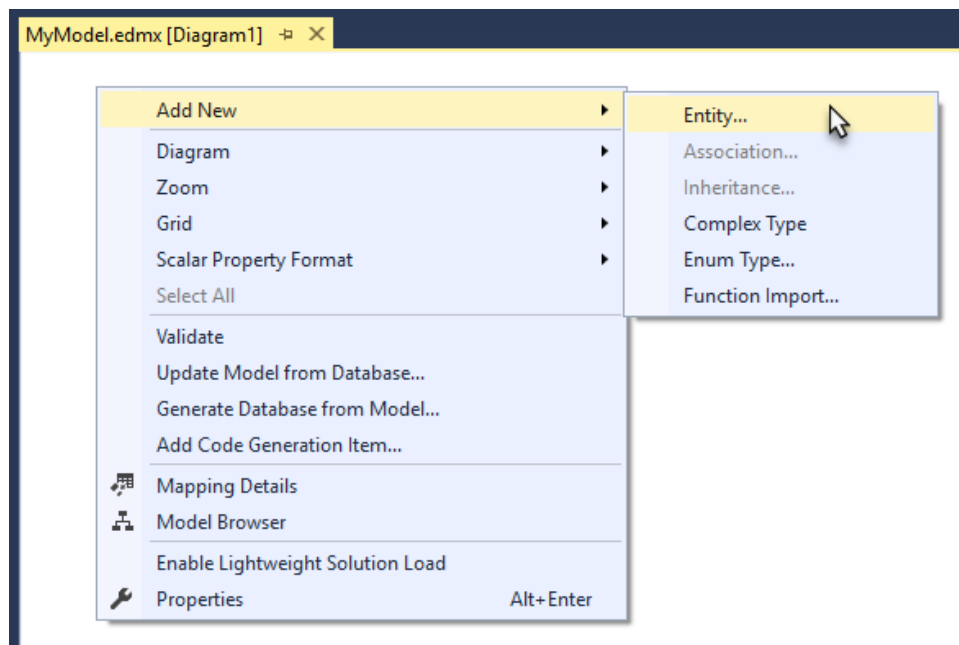 MyModel.edmx [Diagram1]
Add New
Entity...
Association...
Inheritance...
Complex Type
Enum Type...
Function Import...
Diagram
Zoom
Grid
Scalar Property Format
Select All
Validate
Update Model from Database...
Generate Database from Model...
Add Code Generation Item...
Mapping Details
Model Browser
Enable Lightweight Solution Load
Properties Alt+Enter